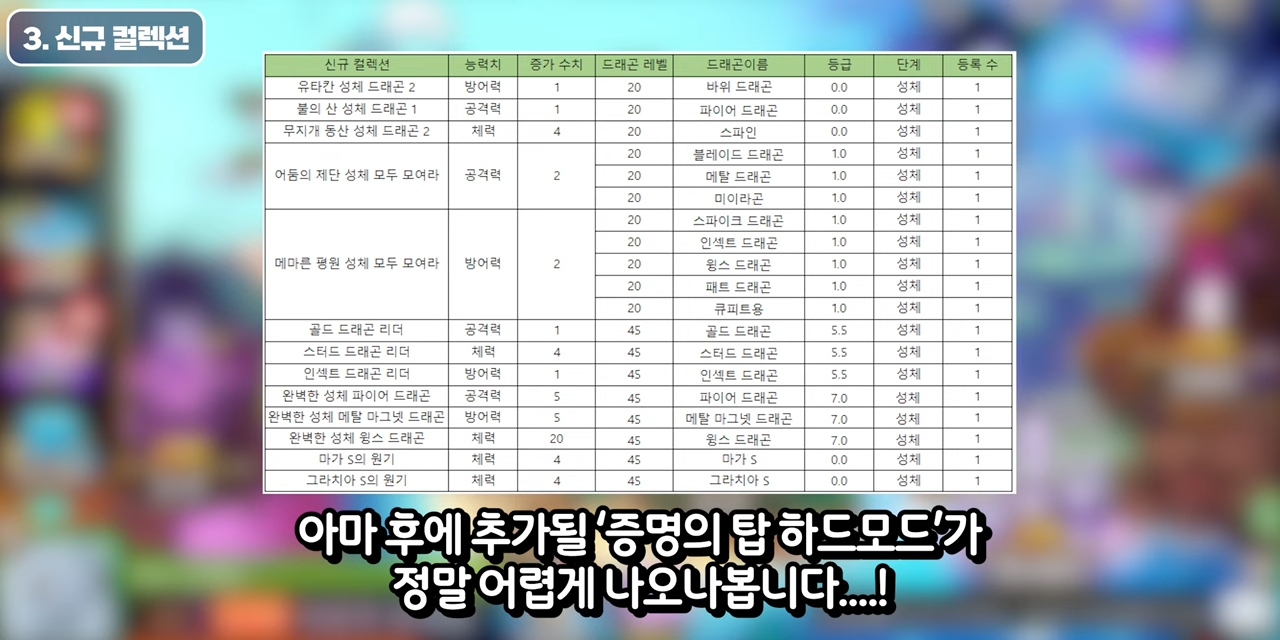 3. 신규 컬렉션
신규 컬렉션 능력치 증가 수치 드래곤 레벨 드래곤이름 등급 단계 등록 수
유타칸 성체 드래곤 2 방어력 1 20 바위 드래곤 0.0 성체 1
불의 산 성체 드래곤 1 공격력 1 20 파이어 드래곤 0.0 성체 1
무지개 동산 성체 드래곤 2 체력 4 20 스파인 0.0 성체 1
어둠의 제단 성체 모두 모여라 공격력 2 20 블레이드 드래곤 1.0 성체 1
20 메탈 드래곤 1.0 성체 1
20 미이라곤 1.0 성체 1
메마른 평원 성체 모두 모여라 방어력 2 20 스파이크 드래곤 1.0 성체 1
20 인섹트 드래곤 1.0 성체 1
20 윙스 드래곤 1.0 성체 1
20 패트 드래곤 1.0 성체 1
20 큐피트용 1.0 성체 1
골드 드래곤 리더 공격력 1 45 골드 드래곤 5.5 성체 1
스터드 드래곤 리더 체력 4 45 스터드 드래곤 5.5 성체 1
인섹트 드래곤 리더 방어력 1 45 인섹트 드래곤 5.5 성체 1
완벽한 성체 파이어 드래곤 공격력 5 45 파이어 드래곤 7.0 성체 1
완벽한 성체 메탈 마그넷 드래곤 방어력 5 45 메탈 마그넷 드래곤 7.0 성체 1
완벽한 성체 윙스 드래곤 체력 20 45 윙스 드래곤 7.0 성체 1
마가 S의 원기 체력 4 45 마가 S 0.0 성체 1
그라치아 S의 원기 체력 4 45 그라치아 S 0.0 성체 1
아마 후에 추가될 '증명의 탑 하드모드'가
정말 어렵게 나오나봅니다....!